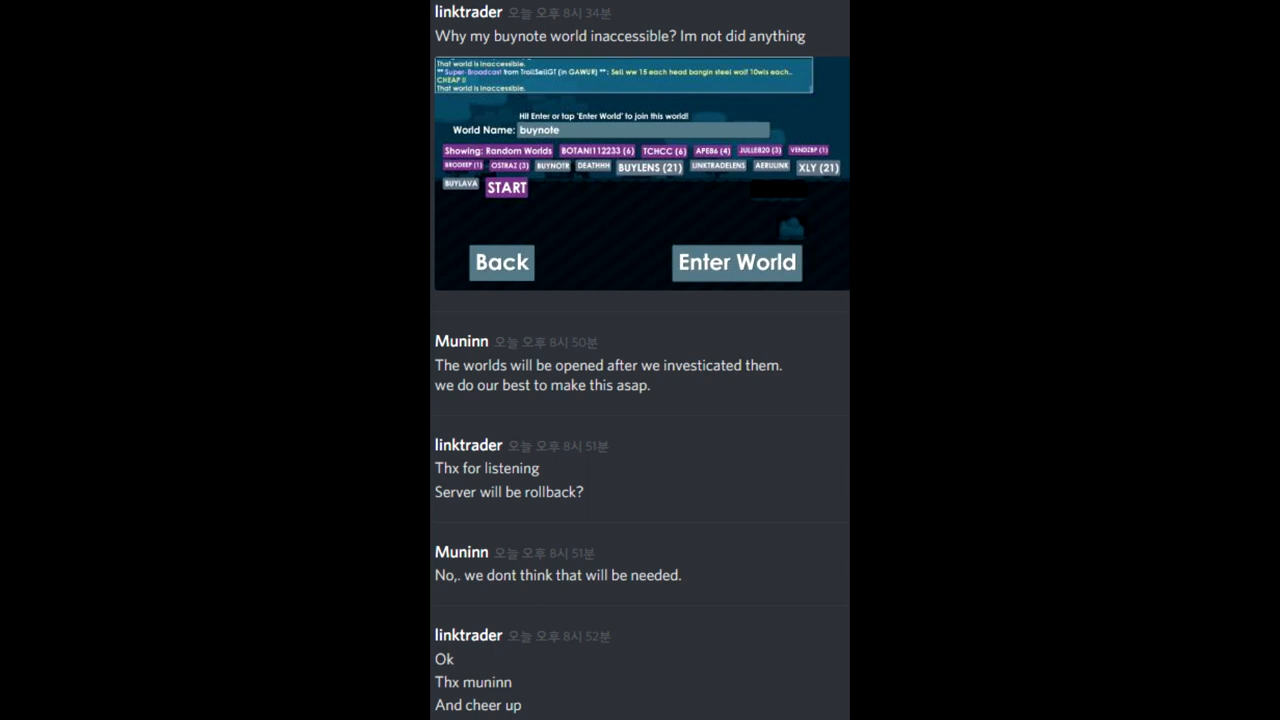 linktrader 오늘 오후 8시 34분
Why my buynote world inaccessible? Im not did anything
That world is inaccessible.
** Super-Broadcast from TrollSellGT (in GAWUR) ** : Sell ww 15 each head bangin steel wolf 10wls each..
CHEAP !!
That world is inaccessible.
Hit Enter or tap 'Enter World' to join this world!
World Name: buynote
Showing: Random Worlds BOTANI112233 (6) TCHCC (6) APE86 (4) JULLE820 (3) VENDZBP (1)
BRODEEP (1) OSTRAZ (3) BUYNOTR DEATHHH BUYLENS (21) LINKTRADELENS AERULINK XLY (21)
BUYLAVA START
Back Enter World
Muninn 오늘 오후 8시 50분
The worlds will be opened after we investicated them.
we do our best to make this asap.
linktrader 오늘 오후 8시 51분
Thx for listening
Server will be rollback?
Muninn 오늘 오후 8시 51분
No,. we dont think that will be needed.
linktrader 오늘 오후 8시 52분
Ok
Thx muninn
And cheer up